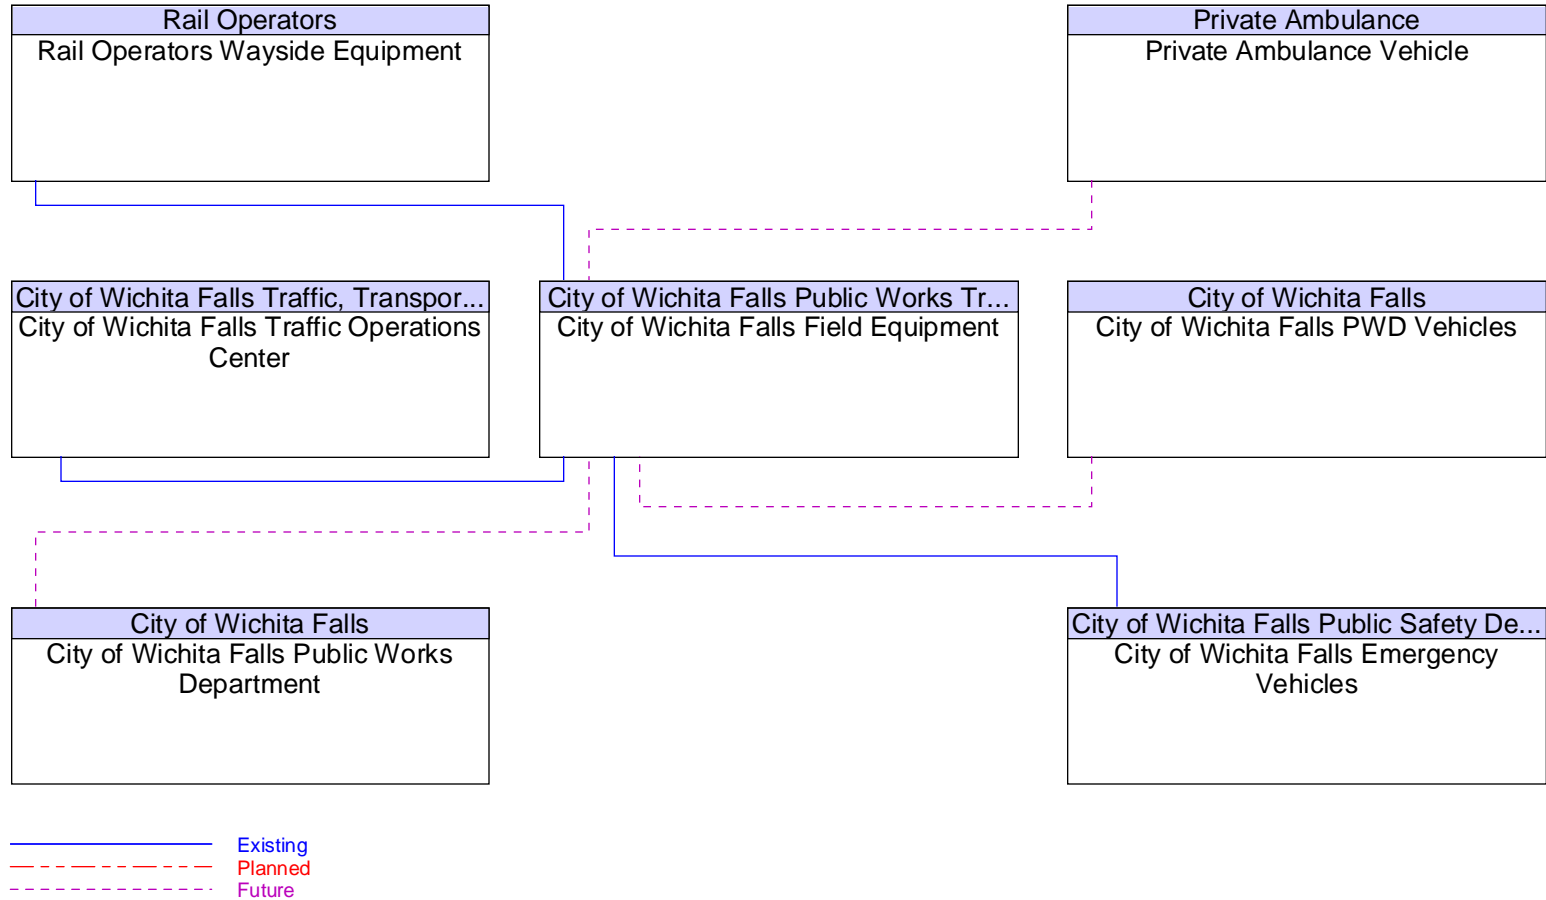 Rail Operators
Rail Operators Wayside Equipment
Private Ambulance
Private Ambulance Vehicle
City of Wichita Falls Traffic, Transpor...
City of Wichita Falls Traffic Operations
Center
City of Wichita Falls Public Works Tr...
City of Wichita Falls Field Equipment
City of Wichita Falls
City of Wichita Falls PWD Vehicles
City of Wichita Falls
City of Wichita Falls Public Works
Department
City of Wichita Falls Public Safety De...
City of Wichita Falls Emergency
Vehicles
Existing
Planned
Future